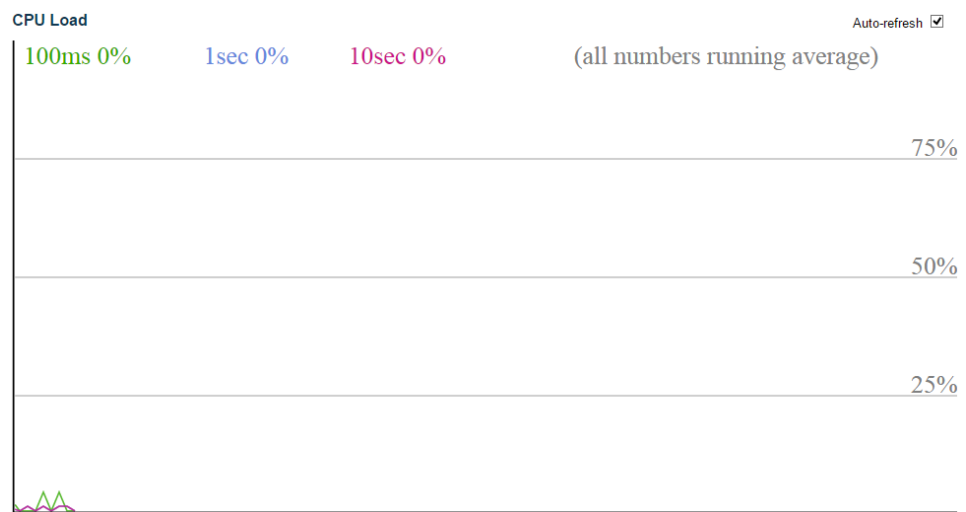 CPU Load
Auto-refresh
100ms 0% 1sec 0% 10sec 0% (all numbers running average)
75%
50%
25%